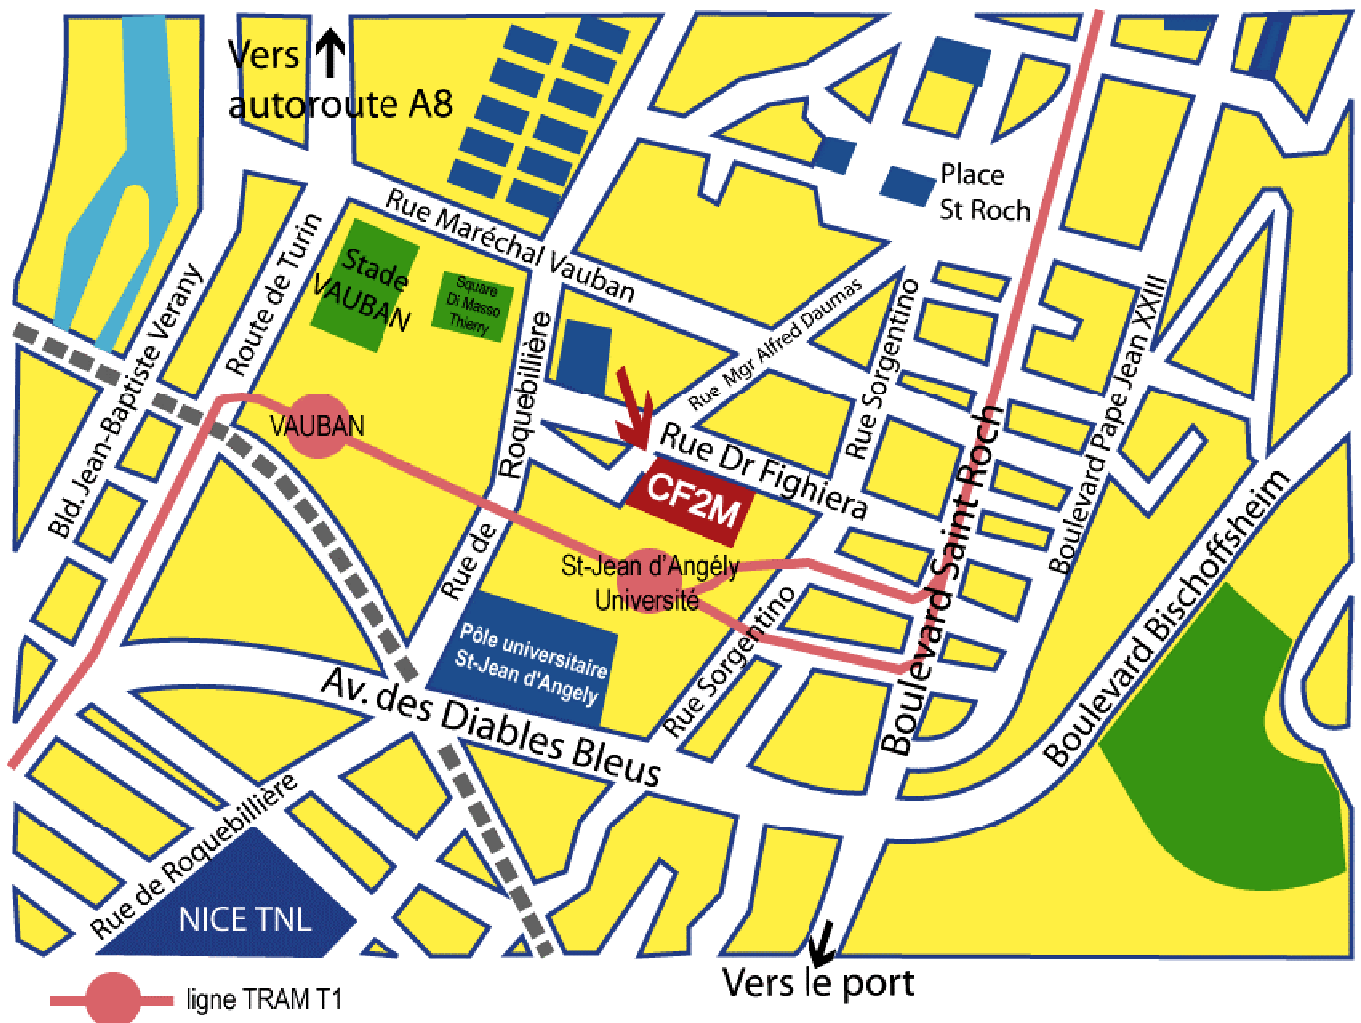 Vers
autoroute A8
Place
St Roch
Rue Maréchal Vauban
Stade
VAUBAN
Square
Di Masso
Thierry
Route de Turin
Bld. Jean-Baptiste Verany
Rue Mgr Alfred Daumas
Rue Sorgentino
Boulevard Pape Jean XXIII
VAUBAN
Rue de Roquebillière
Rue Dr Fighiera
CF2M
Boulevard Saint Roch
St-Jean d'Angély
Université
Boulevard Bischoffsheim
Pôle universitaire
St-Jean d'Angely
Rue Sorgentino
Av. des Diables Bleus
Rue de Roquebillière
NICE TNL
Vers le port
ligne TRAM T1